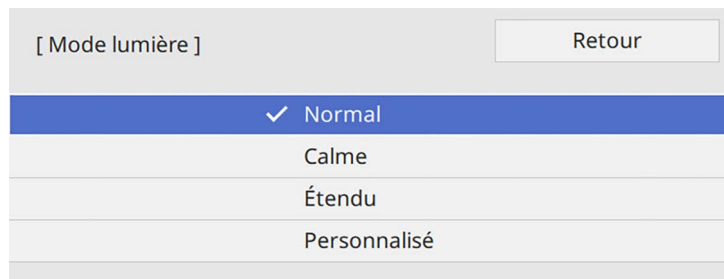 [ Mode lumière ]
Retour
Normal
Calme
Étendu
Personnalisé